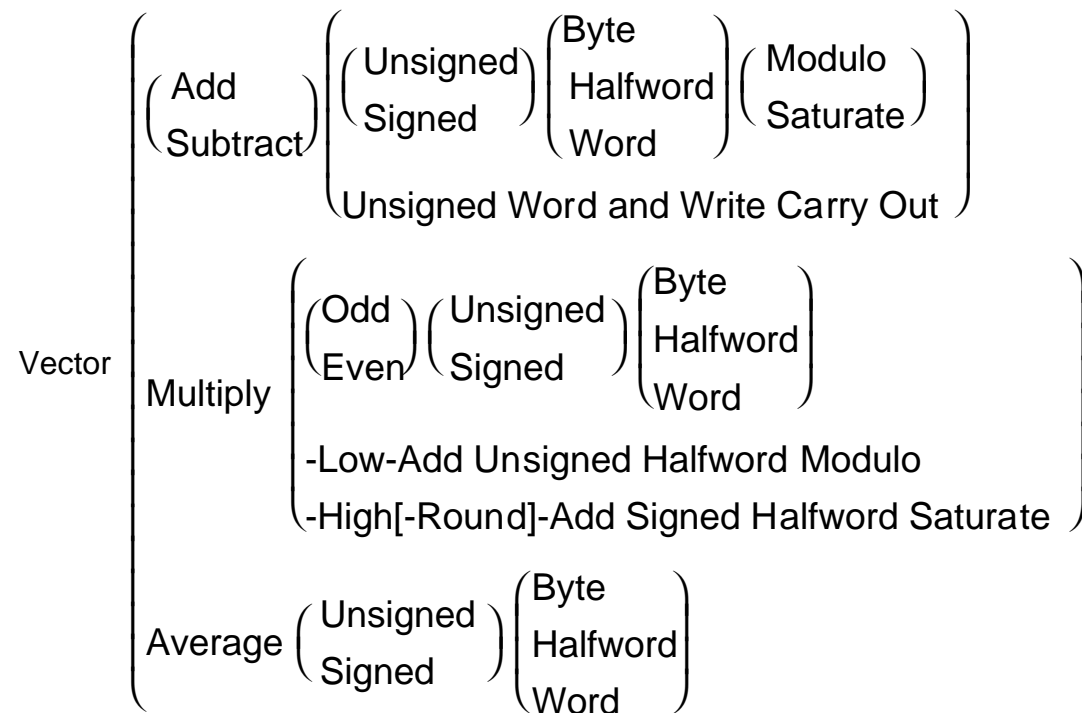 Vector
Add
Subtract
Unsigned
Signed
Byte
Halfword
Word
Modulo
Saturate
Unsigned Word and Write Carry Out
Multiply
Odd
Even
Unsigned
Signed
Byte
Halfword
Word
-Low-Add Unsigned Halfword Modulo
-High[-Round]-Add Signed Halfword Saturate
Average
Unsigned
Signed
Byte
Halfword
Word